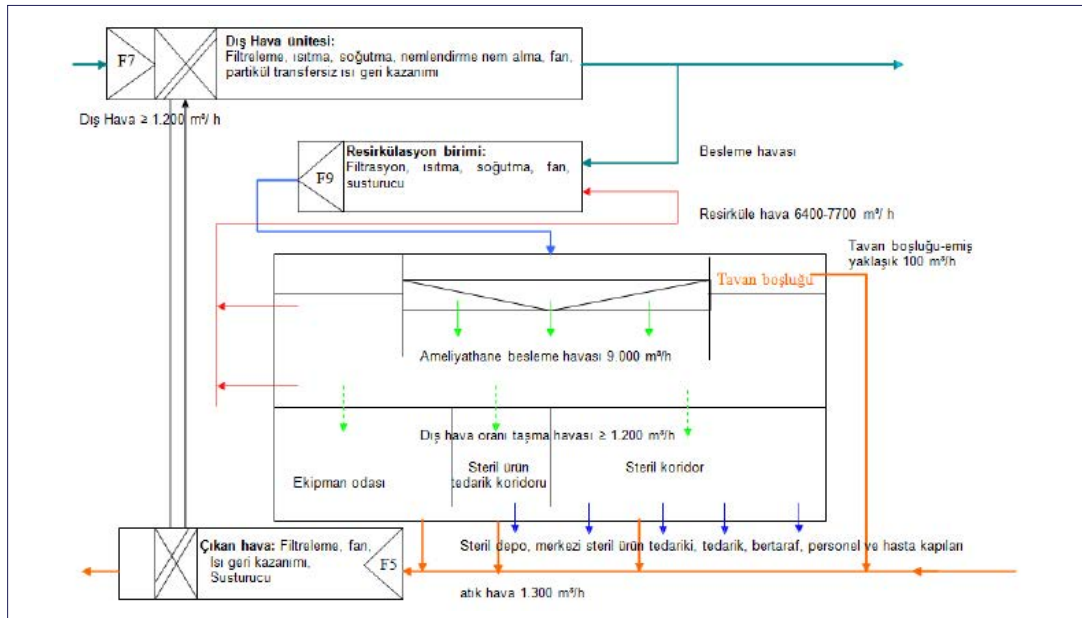 Dış Hava ünitesi:
F7
Filtreleme, ısıtma, soğutma, nemlendirme nem alma, fan,
partikül transfersiz ısı geri kazanımı
Dış Hava ≥ 1.200 m³/ h
Resirkülasyon birimi:
Besleme havası
F9
Filtrasyon, ısıtma, soğutma, fan,
susturucu
Resirküle hava 6400-7700 m³/ h
Tavan boşluğu-emiş
yaklaşık 100 m³/h
Tavan boşluğu
Ameliyathane besleme havası 9.000 m³/h
Dış hava oranı taşma havası ≥ 1.200 m³/h
Ekipman odası
Steril ürün
tedarik koridoru
Steril koridor
Çıkan hava: Filtreleme, fan,
Isı geri kazanımı,
Susturucu
F5
Steril depo, merkezi steril ürün tedariki, tedarik, bertaraf, personel ve hasta kapıları
atık hava 1.300 m³/h